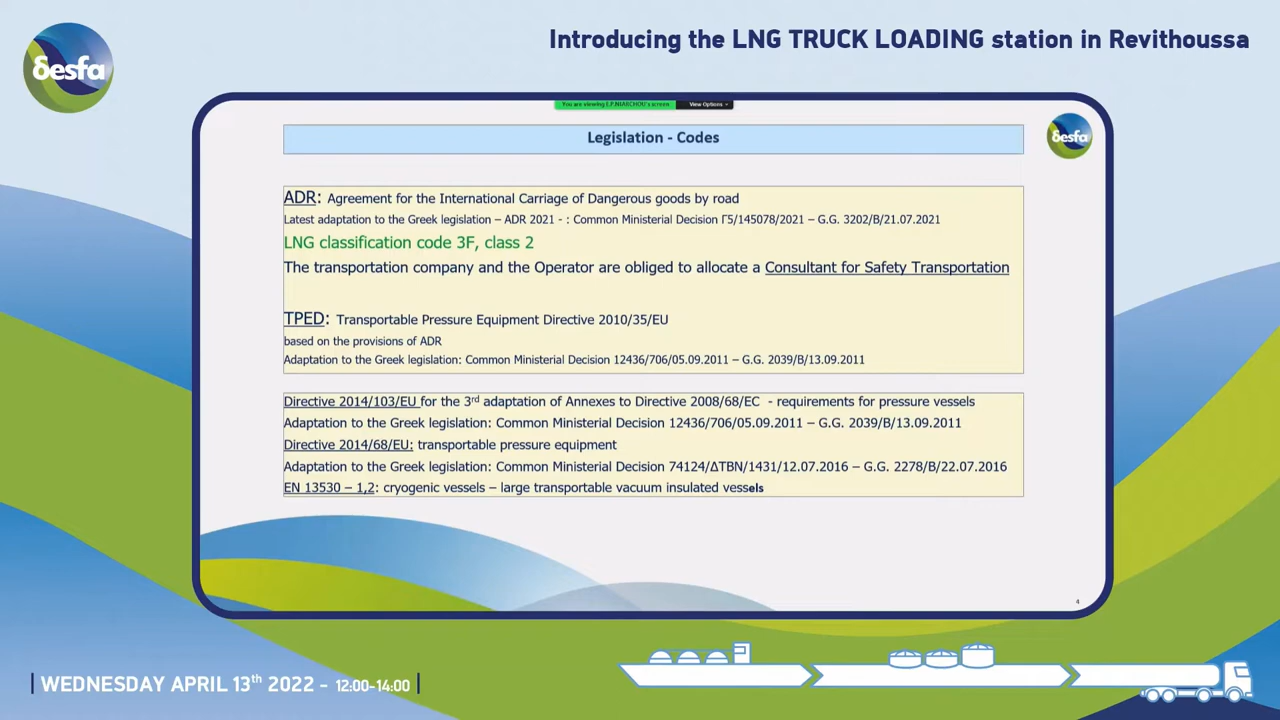 δesfa
Introducing the LNG TRUCK LOADING station in Revithoussa
You are viewing E.P.NIARCHOU's screen View Options
Legislation - Codes
δesfa
ADR: Agreement for the International Carriage of Dangerous goods by road
Latest adaptation to the Greek legislation – ADR 2021 - : Common Ministerial Decision Γ5/145078/2021 – G.G. 3202/B/21.07.2021
LNG classification code 3F, class 2
The transportation company and the Operator are obliged to allocate a Consultant for Safety Transportation
TPED: Transportable Pressure Equipment Directive 2010/35/EU
based on the provisions of ADR
Adaptation to the Greek legislation: Common Ministerial Decision 12436/706/05.09.2011 – G.G. 2039/B/13.09.2011
Directive 2014/103/EU for the 3rd adaptation of Annexes to Directive 2008/68/EC - requirements for pressure vessels
Adaptation to the Greek legislation: Common Ministerial Decision 12436/706/05.09.2011 – G.G. 2039/B/13.09.2011
Directive 2014/68/EU: transportable pressure equipment
Adaptation to the Greek legislation: Common Ministerial Decision 74124/ΔTBN/1431/12.07.2016 – G.G. 2278/B/22.07.2016
EN 13530 – 1,2: cryogenic vessels – large transportable vacuum insulated vessels
4
WEDNESDAY APRIL 13th 2022 - 12:00-14:00